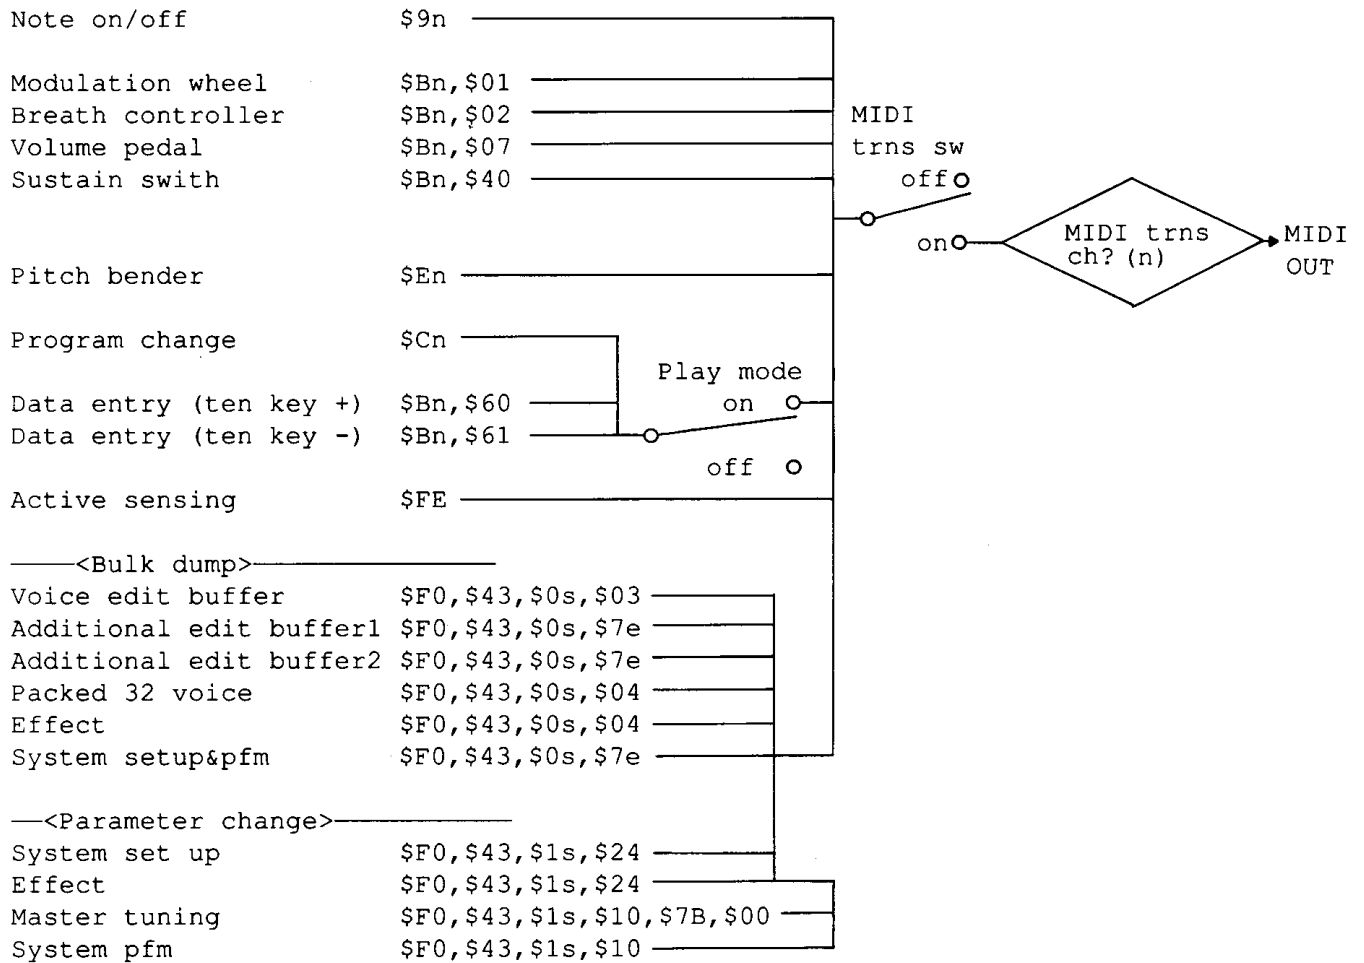 Note on/off $9n
Modulation wheel $Bn,$01
Breath controller $Bn,$02 MIDI
Volume pedal $Bn,$07 trns sw
Sustain swith $Bn,$40 off
on MIDI trns MIDI
ch? (n) OUT
Pitch bender $En
Program change $Cn
Play mode
Data entry (ten key +) $Bn,$60 on
Data entry (ten key -) $Bn,$61
off
Active sensing $FE
<Bulk dump>
Voice edit buffer $F0,$43,$0s,$03
Additional edit buffer1 $F0,$43,$0s,$7e
Additional edit buffer2 $F0,$43,$0s,$7e
Packed 32 voice $F0,$43,$0s,$04
Effect $F0,$43,$0s,$04
System setup&pfm $F0,$43,$0s,$7e
<Parameter change>
System set up $F0,$43,$1s,$24
Effect $F0,$43,$1s,$24
Master tuning $F0,$43,$1s,$10,$7B,$00
System pfm $F0,$43,$1s,$10